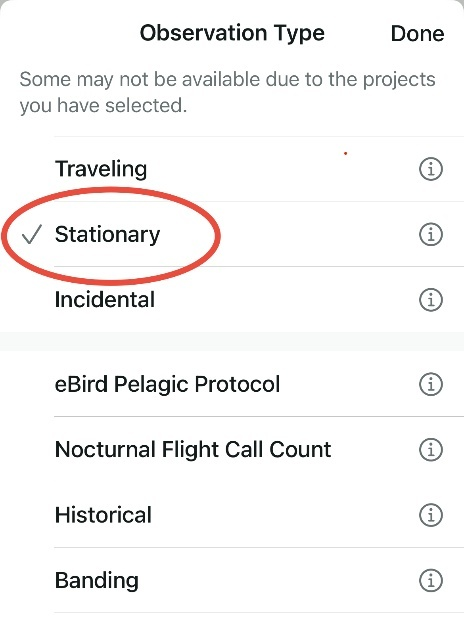 Observation Type Done
Some may not be available due to the projects
you have selected.
Traveling
Stationary
Incidental
eBird Pelagic Protocol
Nocturnal Flight Call Count
Historical
Banding